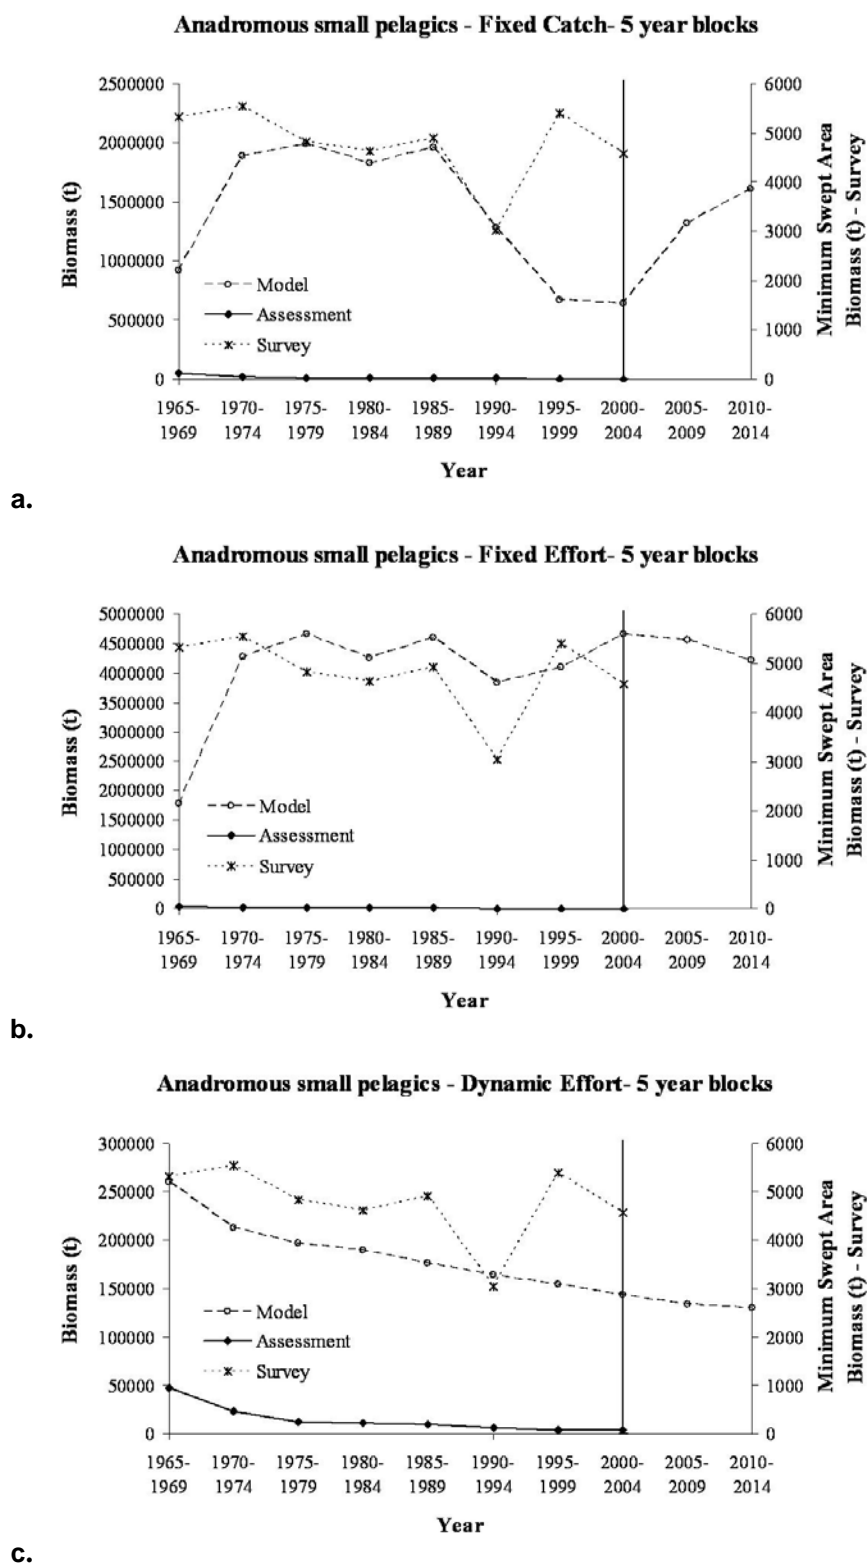 Anadromous small pelagics - Fixed Catch- 5 year blocks
2500000
2000000
1500000
1000000
500000
0
Biomass (t)
6000
5000
4000
3000
2000
1000
0
Minimum Swept Area
Biomass (t) - Survey
Model
Assessment
Survey
1965- 1970- 1975- 1980- 1985- 1990- 1995- 2000- 2005- 2010-
1969 1974 1979 1984 1989 1994 1999 2004 2009 2014
Year
a.
Anadromous small pelagics - Fixed Effort- 5 year blocks
5000000
4500000
4000000
3500000
3000000
2500000
2000000
1500000
1000000
500000
0
Biomass (t)
6000
5000
4000
3000
2000
1000
0
Minimum Swept Area
Biomass (t) - Survey
Model
Assessment
Survey
1965- 1970- 1975- 1980- 1985- 1990- 1995- 2000- 2005- 2010-
1969 1974 1979 1984 1989 1994 1999 2004 2009 2014
Year
b.
Anadromous small pelagics - Dynamic Effort- 5 year blocks
300000
250000
200000
150000
100000
50000
0
Biomass (t)
6000
5000
4000
3000
2000
1000
0
Minimum Swept Area
Biomass (t) - Survey
Model
Assessment
Survey
1965- 1970- 1975- 1980- 1985- 1990- 1995- 2000- 2005- 2010-
1969 1974 1979 1984 1989 1994 1999 2004 2009 2014
Year
c.